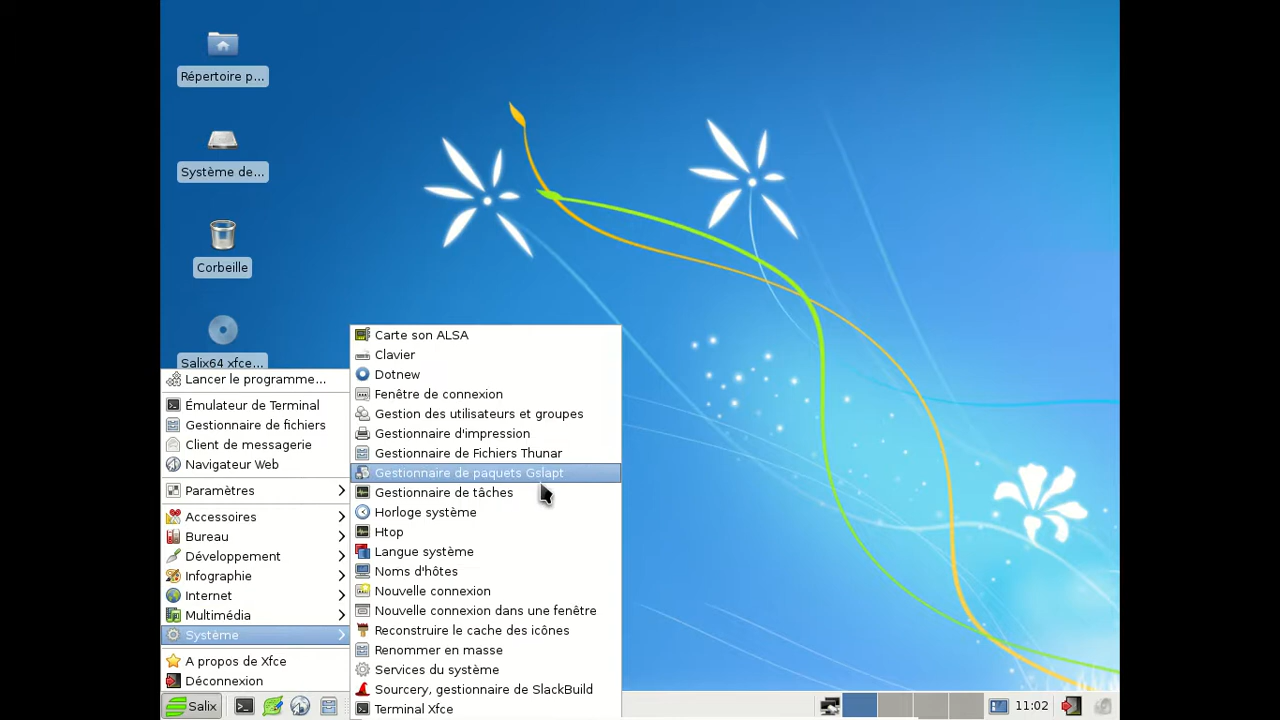 Répertoire p...
Système de...
Corbeille
Salix64 xfce...
Lancer le programme...
Émulateur de Terminal
Gestionnaire de fichiers
Client de messagerie
Navigateur Web
Paramètres
Accessoires
Bureau
Développement
Infographie
Internet
Multimédia
Système
A propos de Xfce
Déconnexion
Carte son ALSA
Clavier
Dotnew
Fenêtre de connexion
Gestion des utilisateurs et groupes
Gestionnaire d'impression
Gestionnaire de Fichiers Thunar
Gestionnaire de paquets Gslapt
Gestionnaire de tâches
Horloge système
Htop
Langue système
Noms d'hôtes
Nouvelle connexion
Nouvelle connexion dans une fenêtre
Reconstruire le cache des icônes
Renommer en masse
Services du système
Sourcery, gestionnaire de SlackBuild
Terminal Xfce
Salix
11:02